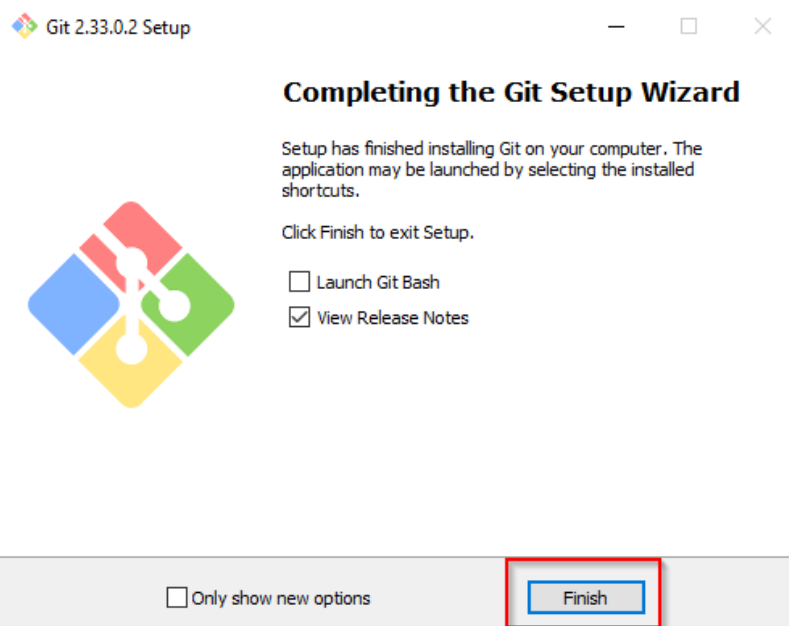 Git 2.33.0.2 Setup
Completing the Git Setup Wizard
Setup has finished installing Git on your computer. The
application may be launched by selecting the installed
shortcuts.
Click Finish to exit Setup.
Launch Git Bash
View Release Notes
Only show new options
Finish